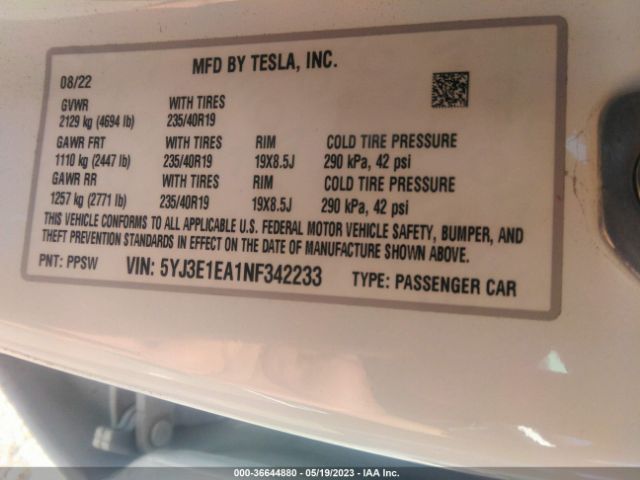 MFD BY TESLA, INC.
08/22
GVWR WITH TIRES
2129 kg (4694 lb) 235/40R19
GAWR FRT WITH TIRES RIM COLD TIRE PRESSURE
1110 kg (2447 lb) 235/40R19 19X8.5J 290 kPa, 42 psi
GAWR RR WITH TIRES RIM COLD TIRE PRESSURE
1257 kg (2771 lb) 235/40R19 19X8.5J 290 kPa, 42 psi
THIS VEHICLE CONFORMS TO ALL APPLICABLE U.S. FEDERAL MOTOR VEHICLE SAFETY, BUMPER, AND
THEFT PREVENTION STANDARDS IN EFFECT ON THE DATE OF MANUFACTURE SHOWN ABOVE.
PNT: PPSW VIN: 5YJ3E1EA1NF342233 TYPE: PASSENGER CAR
000-36644880 - 05/19/2023 - IAA Inc.